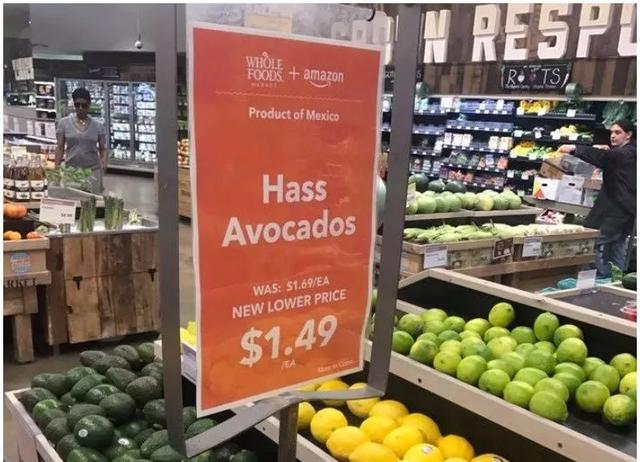 WHOLE
FOODS
MARKET
+ amazon
Product of Mexico
Hass
Avocados
WAS: $1.69/EA
NEW LOWER PRICE
$1.49
/EA
N RESP